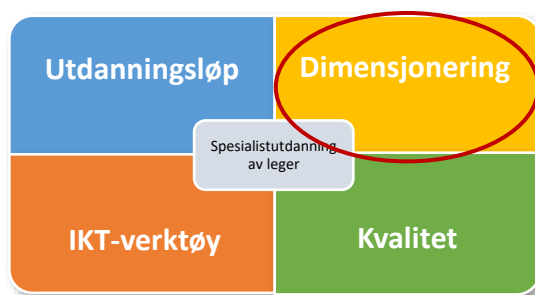 Utdanningsløp
Dimensjonering
Spesialistutdanning
av leger
IKT-verktøy
Kvalitet